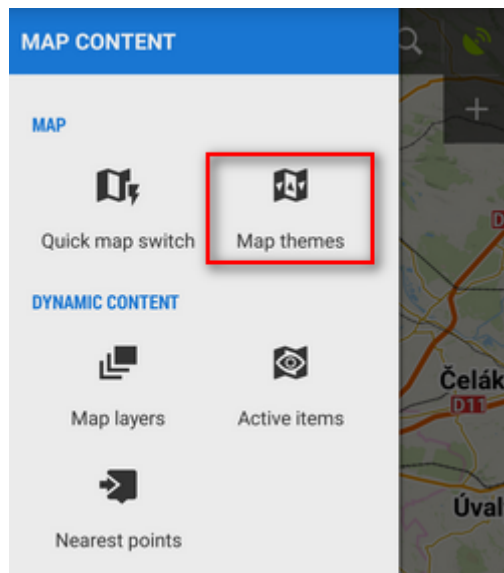 MAP CONTENT
MAP
Quick map switch
Map themes
DYNAMIC CONTENT
Map layers
Active items
Nearest points
D
Čelák
D11
Úval